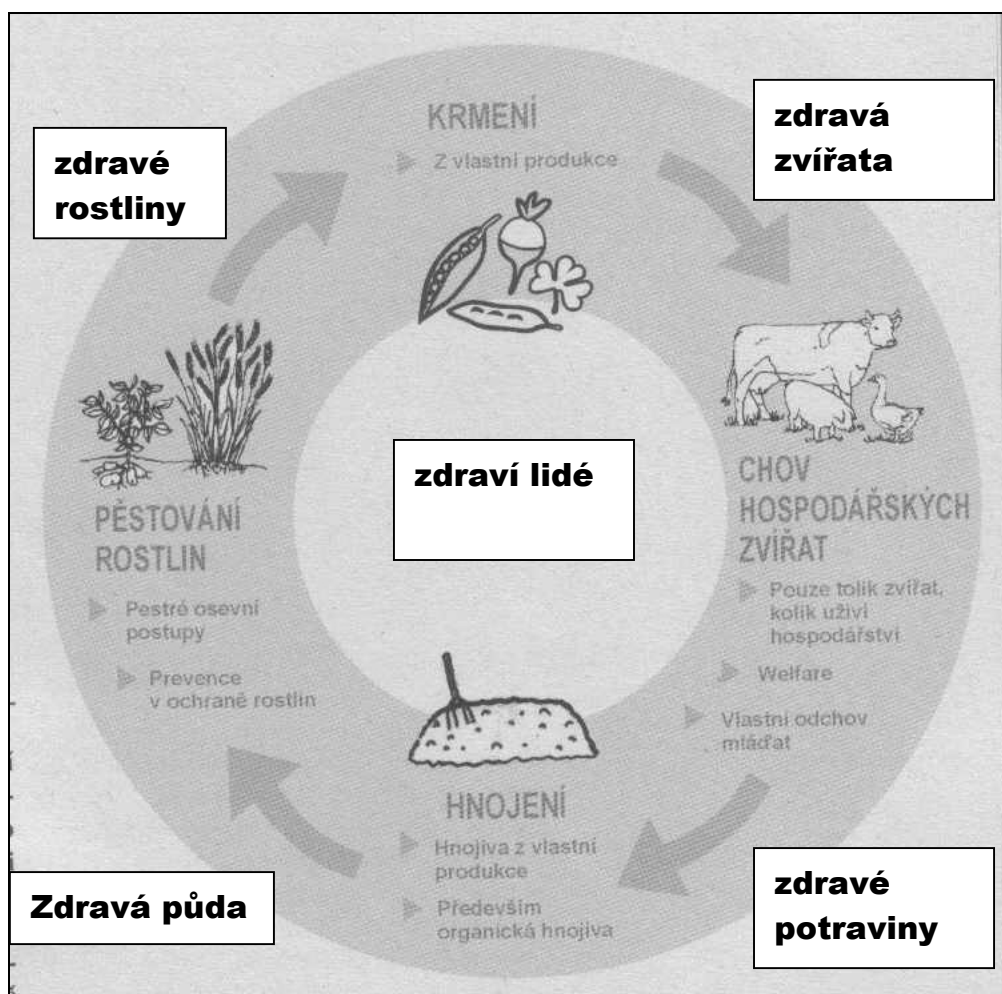 KRMENÍ
Z vlastní produkce
zdravá
zvířata
zdravé
rostliny
zdraví lidé
CHOV
HOSPODÁŘSKÝCH
ZVÍŘAT
Pouze tolik zvířat,
kolik uživí
hospodářství
Welfare
Vlastní odchov
mláďat
PĚSTOVÁNÍ
ROSTLIN
Pestré osevní
postupy
Prevence
v ochraně rostlin
HNOJENÍ
Hnojiva z vlastní
produkce
Především
organická hnojiva
Zdravá půda
zdravé
potraviny